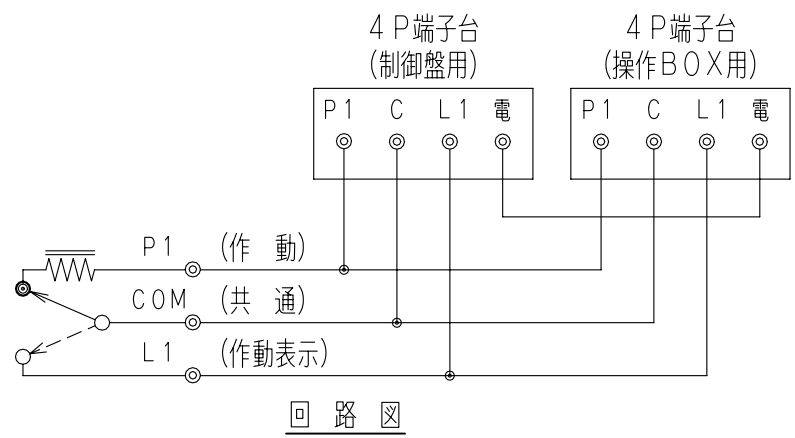 4P端子台
(制御盤用)
4P端子台
(操作BOX用)
P1 C L1 電
P1 C L1 電
P1 (作 動)
COM (共 通)
L1 (作動表示)
回 路 図